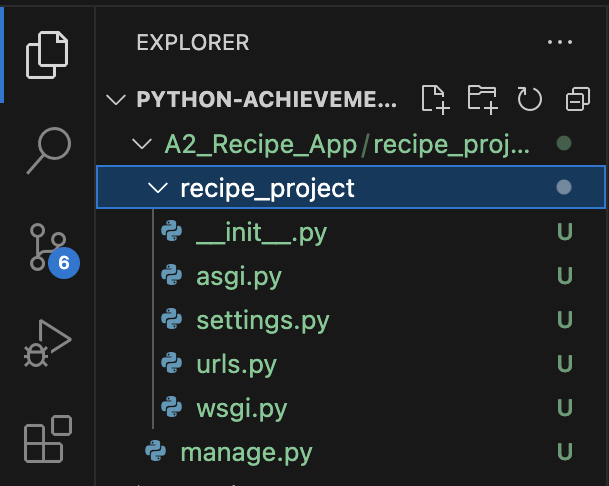 EXPLORER ...
PYTHON-ACHIEVEME...
A2_Recipe_App/recipe_proj...
recipe_project
__init__.py U
asgi.py U
6
settings.py U
urls.py U
wsgi.py U
manage.py U